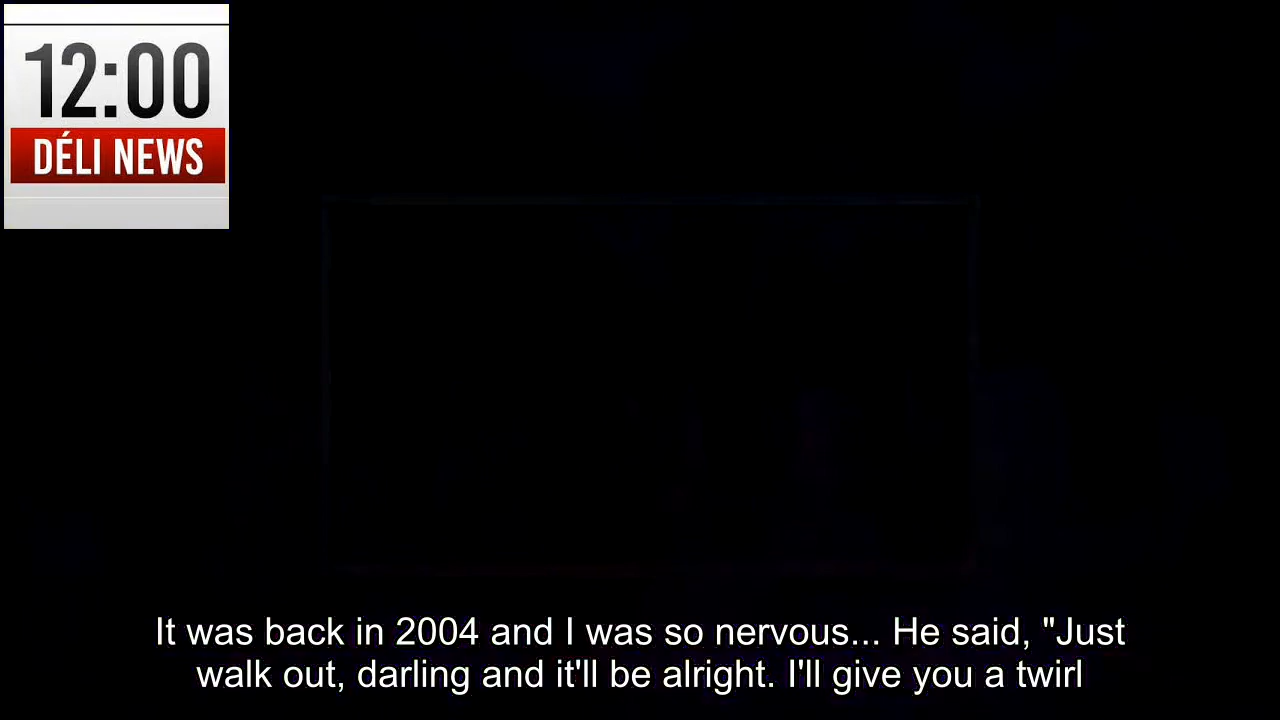 12:00
DÉLI NEWS
It was back in 2004 and I was so nervous... He said, "Just
walk out, darling and it'll be alright. I'll give you a twirl